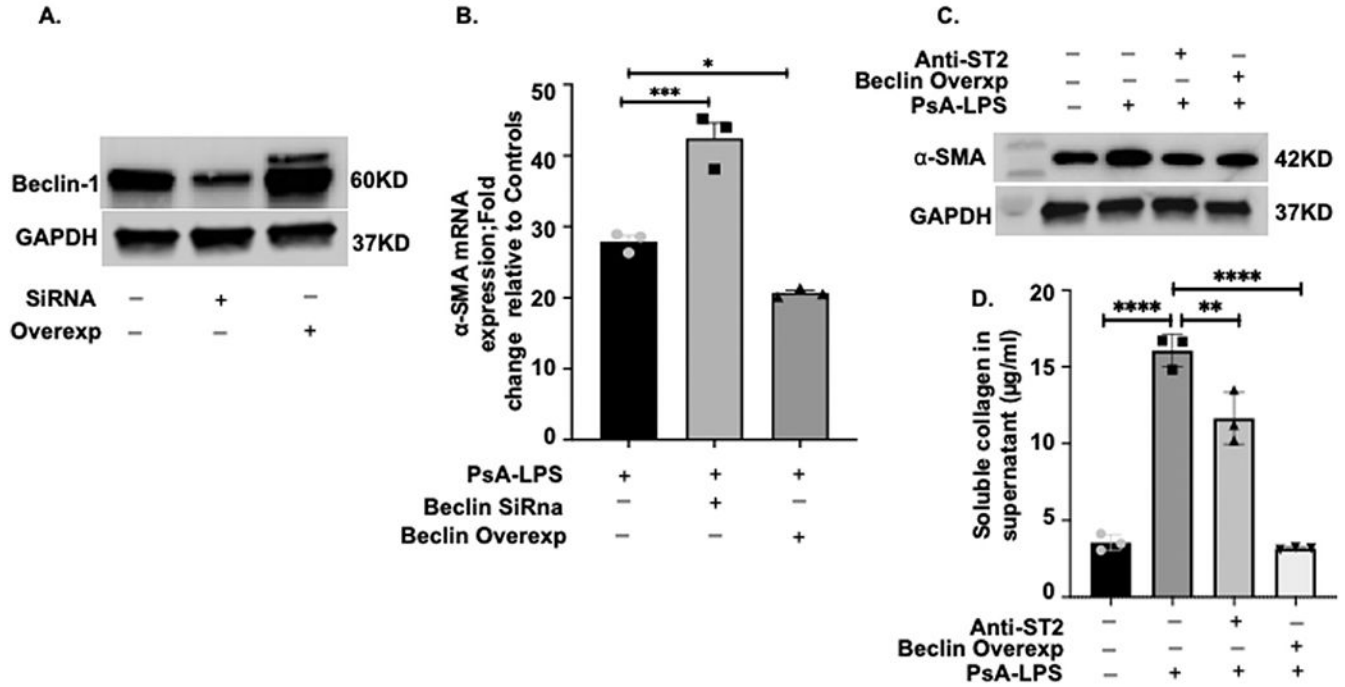 A.
Beclin-1
60KD
GAPDH
37KD
SiRNA – + –
Overexp – – +
B.
α-SMA mRNA
expression;Fold
change relative to Controls
50
40
30
20
10
0
*
***
PsA-LPS + + +
Beclin SiRna – + –
Beclin Overexp – – +
C.
Anti-ST2 – – + –
Beclin Overxp – – – +
PsA-LPS – + + +
α-SMA
42KD
GAPDH
37KD
D.
Soluble collagen in
supernatant (µg/ml)
20
15
10
5
0
****
**** **
Anti-ST2 – – + –
Beclin Overexp – – – +
PsA-LPS – + + +